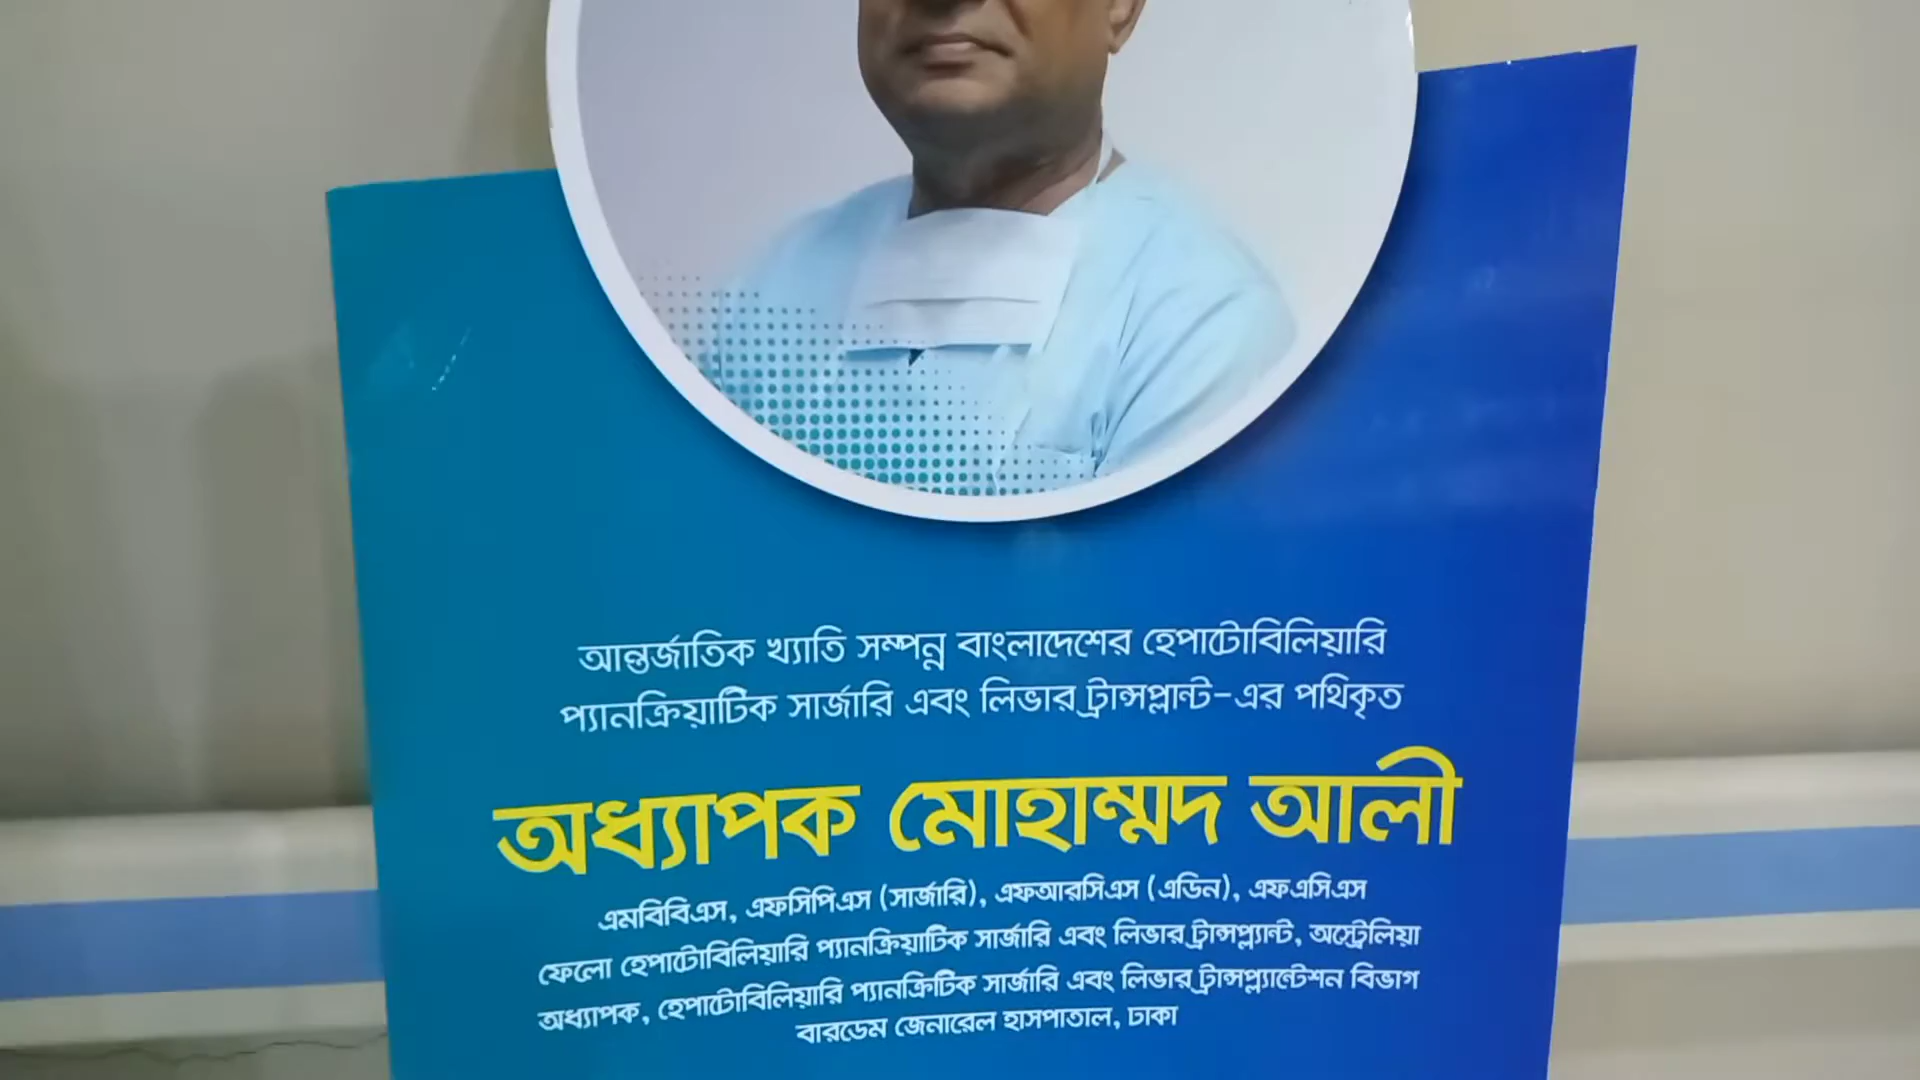 আন্তর্জাতিক খ্যাতি সম্পন্ন বাংলাদেশের হেপাটোবিলিয়ারি
প্যানক্রিয়াটিক সার্জারি এবং লিভার ট্রান্সপ্লান্ট-এর পথিকৃত
অধ্যাপক মোহাম্মদ আলী
এমবিবিএস, এফসিপিএস (সার্জারি), এফআরসিএস (এডিন), এফএসিএস
ফেলো হেপাটোবিলিয়ারি প্যানক্রিয়াটিক সার্জারি এবং লিভার ট্রান্সপ্ল্যান্ট, অস্ট্রেলিয়া
অধ্যাপক, হেপাটোবিলিয়ারি প্যানক্রিটিক সার্জারি এবং লিভার ট্রান্সপ্ল্যান্টেশন বিভাগ
বারডেম জেনারেল হাসপাতাল, ঢাকা